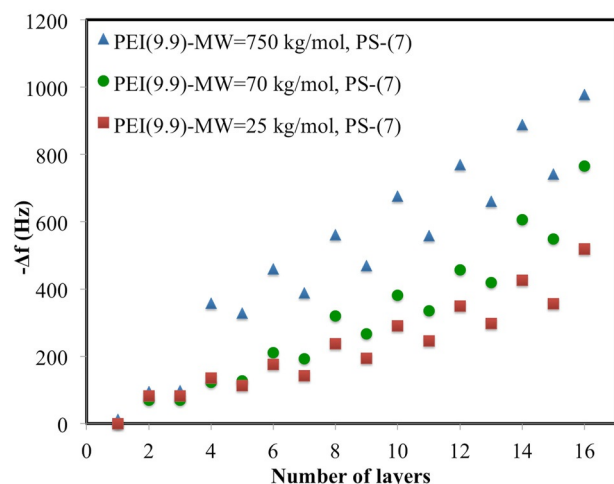 1200
1000
800
600
400
200
0
-Δf (Hz)
PEI(9.9)-MW=750 kg/mol, PS-(7)
PEI(9.9)-MW=70 kg/mol, PS-(7)
PEI(9.9)-MW=25 kg/mol, PS-(7)
0 2 4 6 8 10 12 14 16
Number of layers